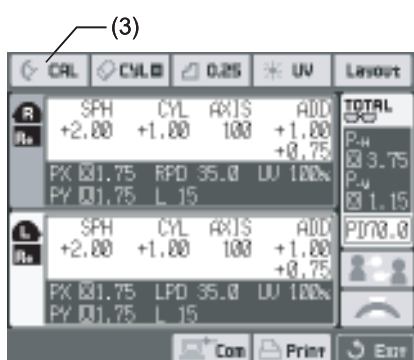 (3)
CAL CYL 0.25 UV Layout
R
SPH CYL AXIS ADD
+2.00 +1.00 100 +1.00
+0.75
PX 1.75 RPD 35.0 UV 100%
PY 1.75 L 15
TOTAL
P-H
3.75
P-V
1.15
PD70.0
L
SPH CYL AXIS ADD
+2.00 +1.00 100 +1.00
+0.75
PX 1.75 LPD 35.0 UV 100%
PY 1.75 L 15
Com Print Exit